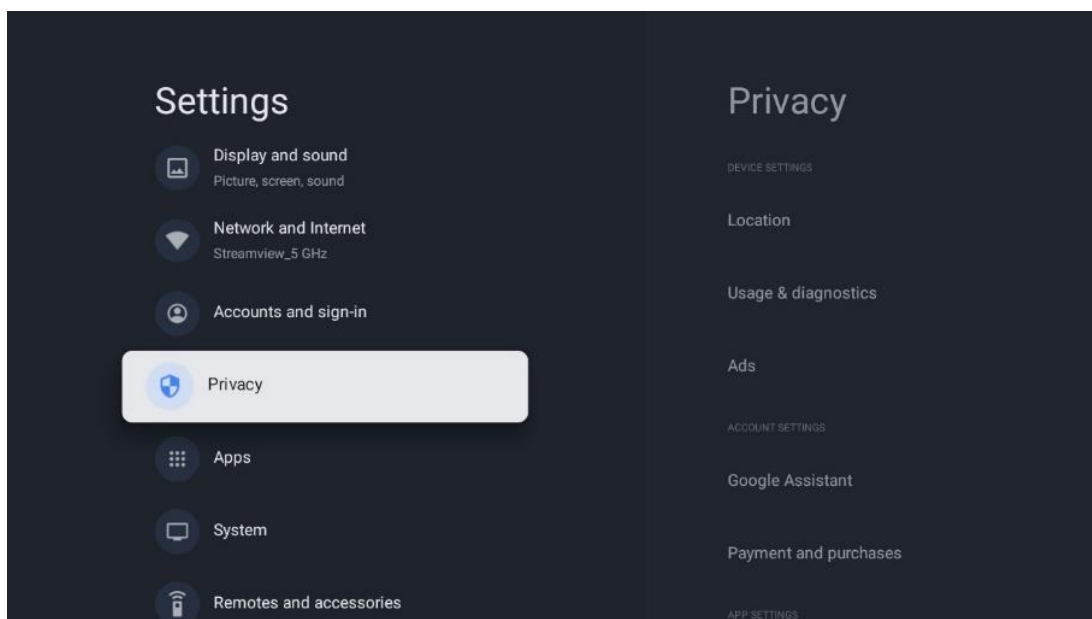 Settings
Display and sound
Picture, screen, sound
Network and Internet
Streamview_5 GHz
Accounts and sign-in
Privacy
Apps
System
Remotes and accessories
Privacy
DEVICE SETTINGS
Location
Usage & diagnostics
Ads
ACCOUNT SETTINGS
Google Assistant
Payment and purchases
APP SETTINGS